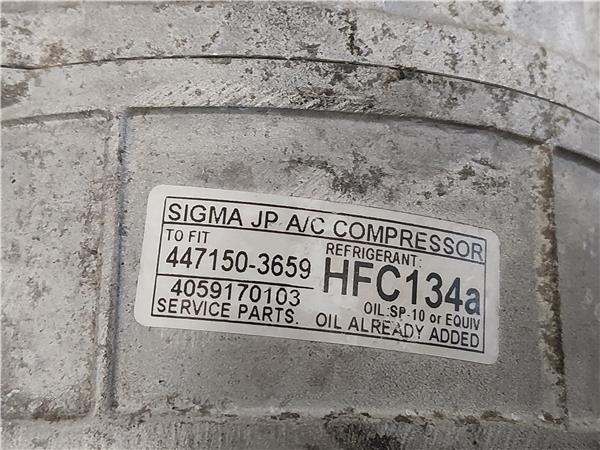 SIGMA JP A/C COMPRESSOR
TO FIT
447150-3659
4059170103
SERVICE PARTS.
REFRIGERANT:
HFC134a
OIL:SP-10 or EQUIV
OIL ALREADY ADDED